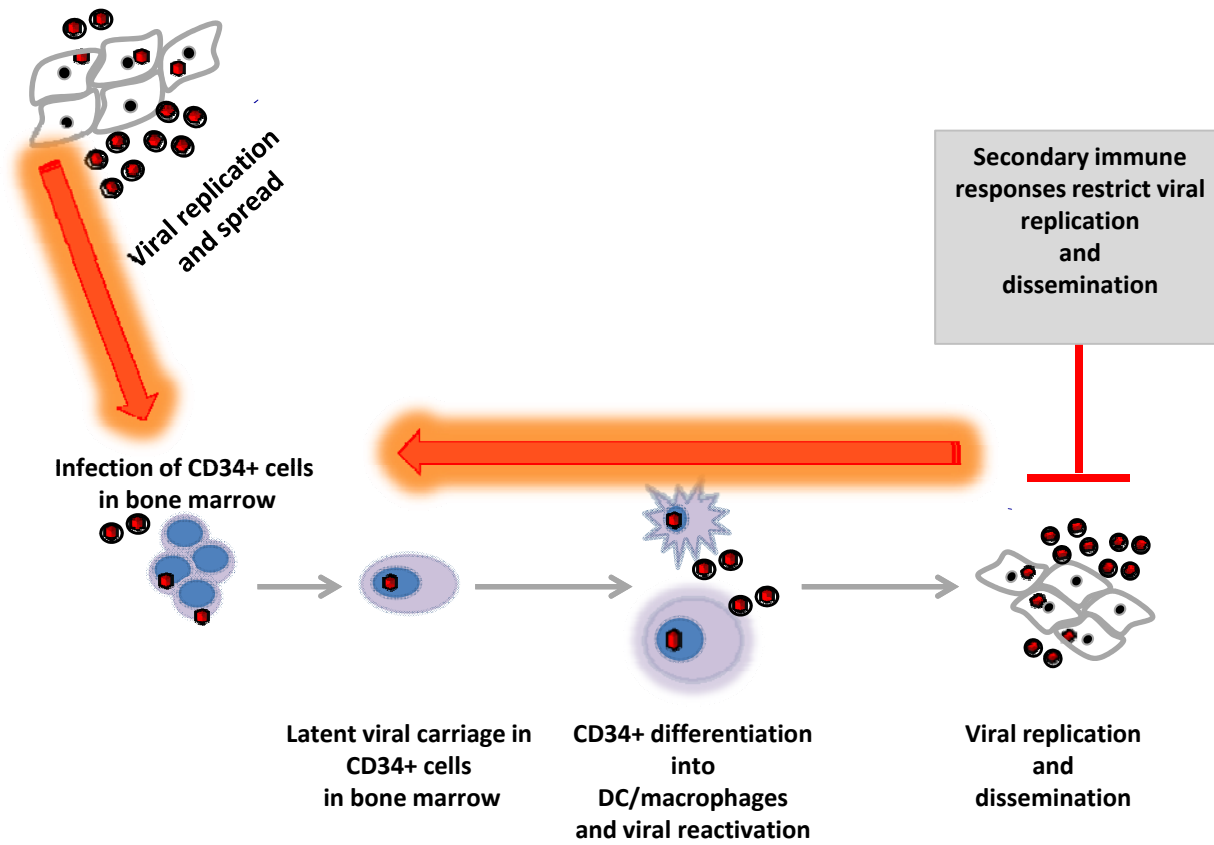 Viral replication
and spread
Secondary immune
responses restrict viral
replication
and
dissemination
Infection of CD34+ cells
in bone marrow
Latent viral carriage in
CD34+ cells
in bone marrow
CD34+ differentiation
into
DC/macrophages
and viral reactivation
Viral replication
and
dissemination